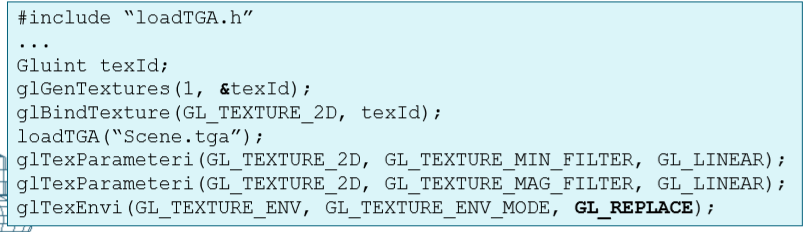 #include “loadTGA.h”
...
Gluint texId;
glGenTextures(1, &texId);
glBindTexture(GL_TEXTURE_2D, texId);
loadTGA(“Scene.tga”);
glTexParameteri(GL_TEXTURE_2D, GL_TEXTURE_MIN_FILTER, GL_LINEAR);
glTexParameteri(GL_TEXTURE_2D, GL_TEXTURE_MAG_FILTER, GL_LINEAR);
glTexEnvi(GL_TEXTURE_ENV, GL_TEXTURE_ENV_MODE, GL_REPLACE);